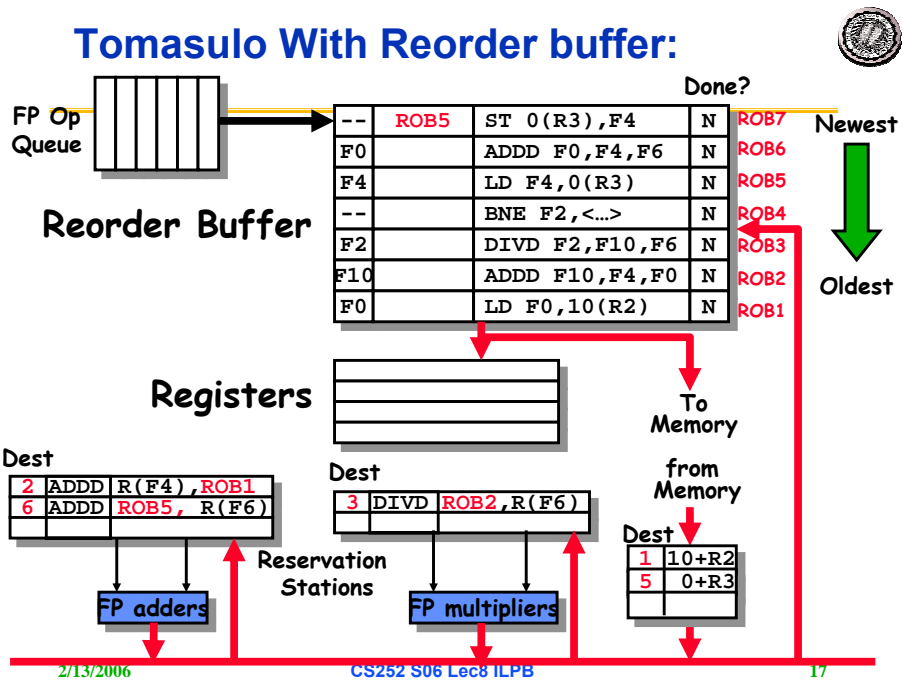 Tomasulo With Reorder buffer:
Done?
FP Op
Queue
-- ROB5 ST 0(R3),F4 N ROB7
F0 ADDD F0,F4,F6 N ROB6
F4 LD F4,0(R3) N ROB5
-- BNE F2,<…> N ROB4
F2 DIVD F2,F10,F6 N ROB3
F10 ADDD F10,F4,F0 N ROB2
F0 LD F0,10(R2) N ROB1
Newest
Oldest
Reorder Buffer
Registers
To
Memory
from
Memory
Dest
2 ADDD R(F4),ROB1
6 ADDD ROB5, R(F6)
Dest
3 DIVD ROB2,R(F6)
Dest
1 10+R2
5 0+R3
Reservation
Stations
FP adders
FP multipliers
2/13/2006
CS252 S06 Lec8 ILPB
17